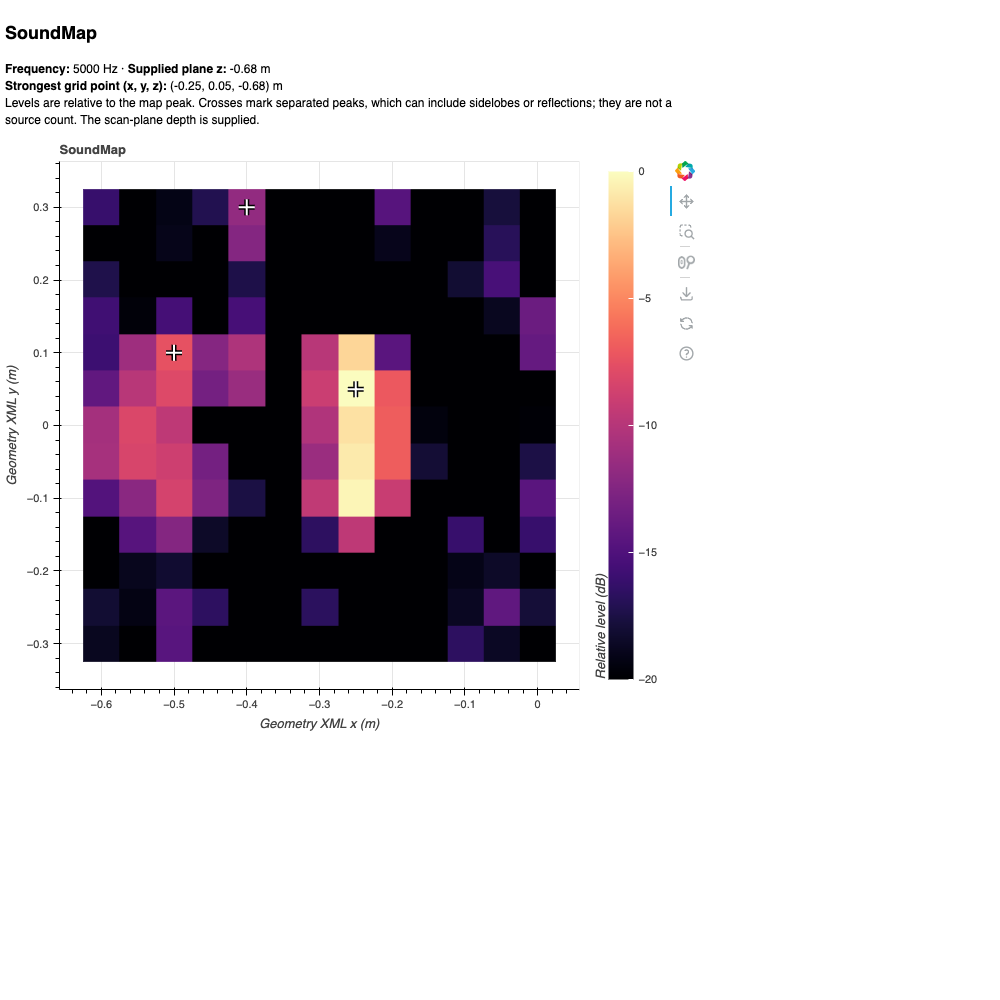 SoundMap
Frequency: 5000 Hz · Supplied plane z: -0.68 m
Strongest grid point (x, y, z): (-0.25, 0.05, -0.68) m
Levels are relative to the map peak. Crosses mark separated peaks, which can include sidelobes or reflections; they are not a
source count. The scan-plane depth is supplied.
SoundMap
Geometry XML y (m)
0.3
0.2
0.1
0
−0.1
−0.2
−0.3
−0.6
−0.5
−0.4
−0.3
−0.2
−0.1
0
Geometry XML x (m)
Relative level (dB)
0
−5
−10
−15
−20